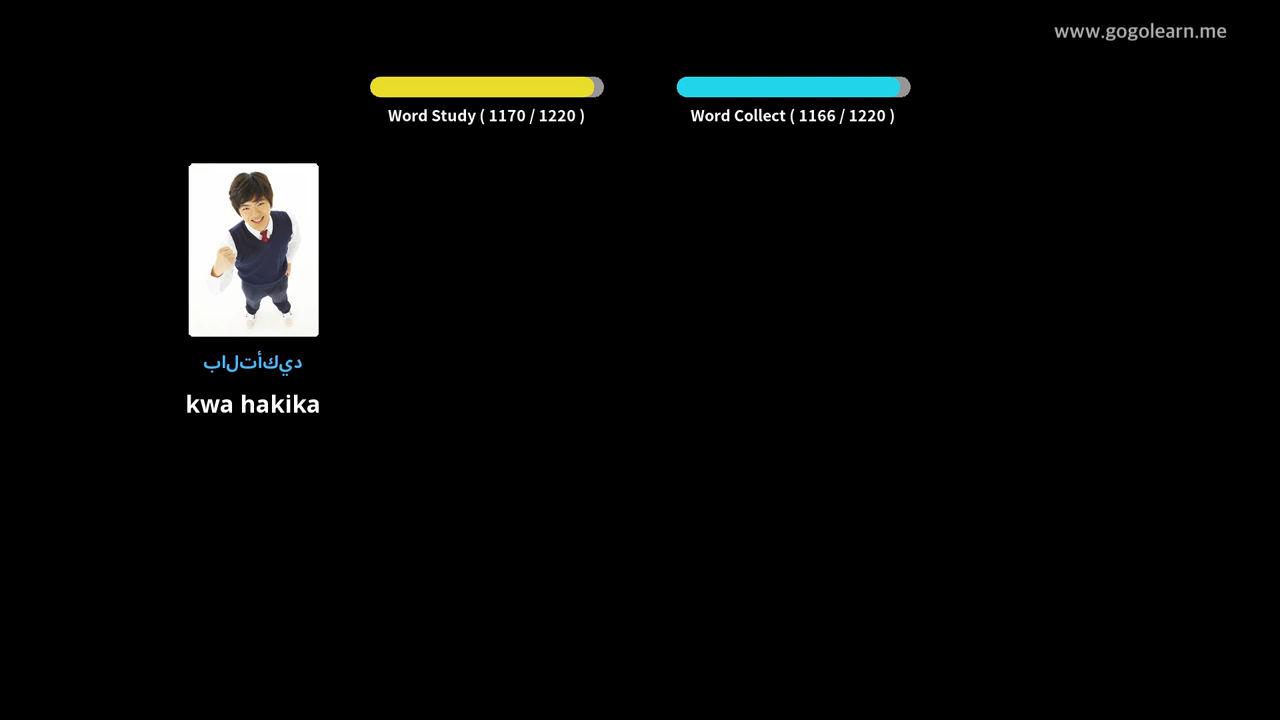 www.gogolearn.me
Word Study ( 1170 / 1220 )
Word Collect ( 1166 / 1220 )
بالتأكيد
kwa hakika